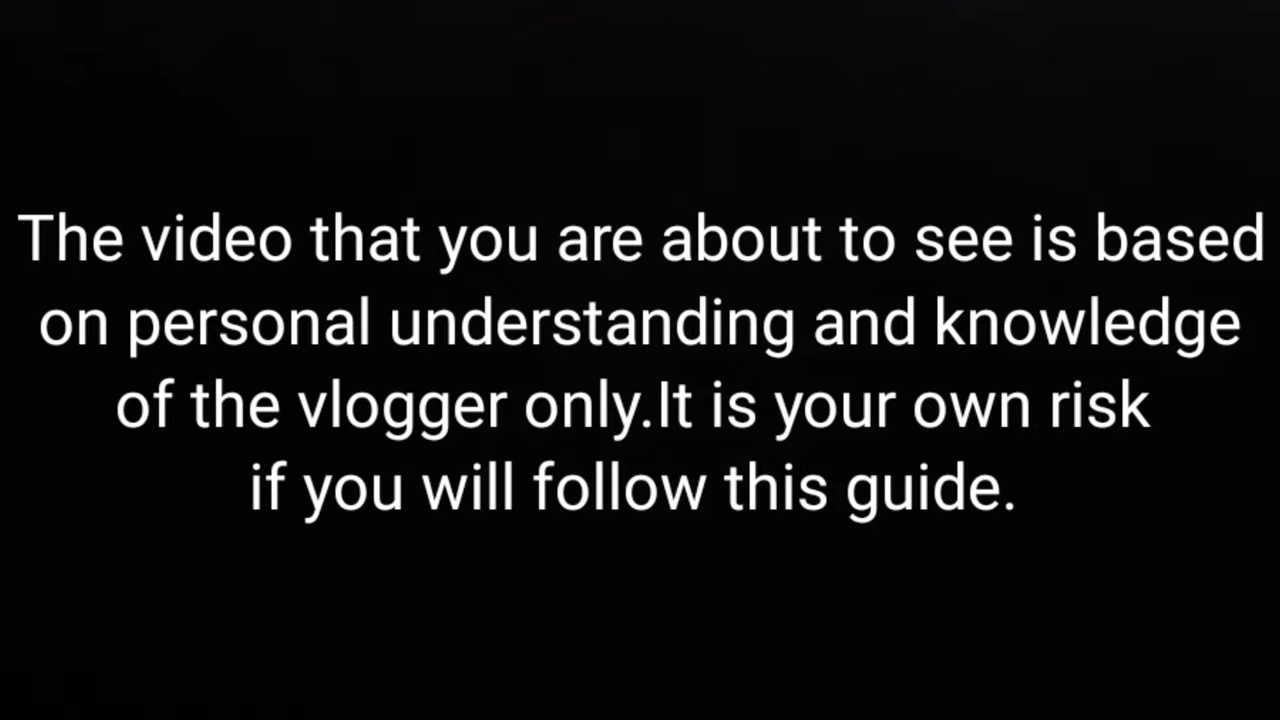 The video that you are about to see is based
on personal understanding and knowledge
of the vlogger only.It is your own risk
if you will follow this guide.